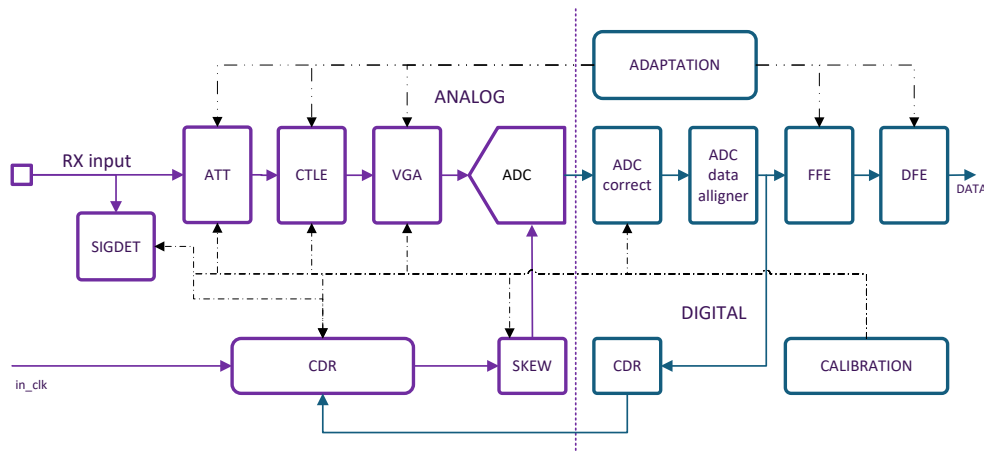 ADAPTATION
ANALOG
RX input
ATT
CTLE
VGA
ADC
ADC
correct
ADC
data
alligner
FFE
DFE
DATA
SIGDET
DIGITAL
in_clk
CDR
SKEW
CDR
CALIBRATION